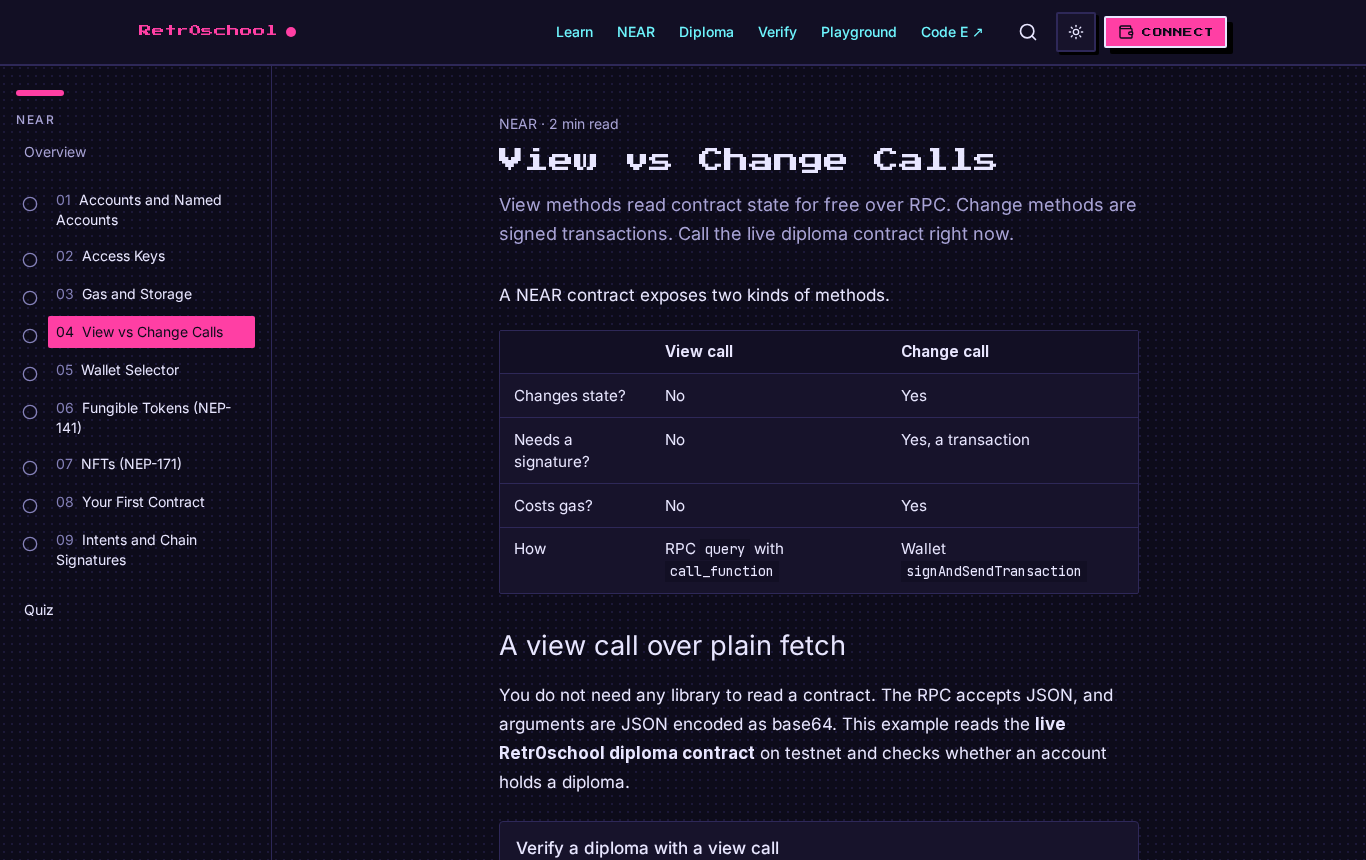 Retr0school
Learn
NEAR
Diploma
Verify
Playground
Code E ↗
CONNECT
NEAR
Overview
01 Accounts and Named
Accounts
02 Access Keys
03 Gas and Storage
04 View vs Change Calls
05 Wallet Selector
06 Fungible Tokens (NEP-
141)
07 NFTs (NEP-171)
08 Your First Contract
09 Intents and Chain
Signatures
Quiz
NEAR · 2 min read
View vs Change Calls
View methods read contract state for free over RPC. Change methods are
signed transactions. Call the live diploma contract right now.
A NEAR contract exposes two kinds of methods.
View call Change call
Changes state? No Yes
Needs a
signature? No Yes, a transaction
Costs gas? No Yes
How RPC query with Wallet
call_function signAndSendTransaction
A view call over plain fetch
You do not need any library to read a contract. The RPC accepts JSON, and
arguments are JSON encoded as base64. This example reads the live
Retr0school diploma contract on testnet and checks whether an account
holds a diploma.
Verify a diploma with a view call